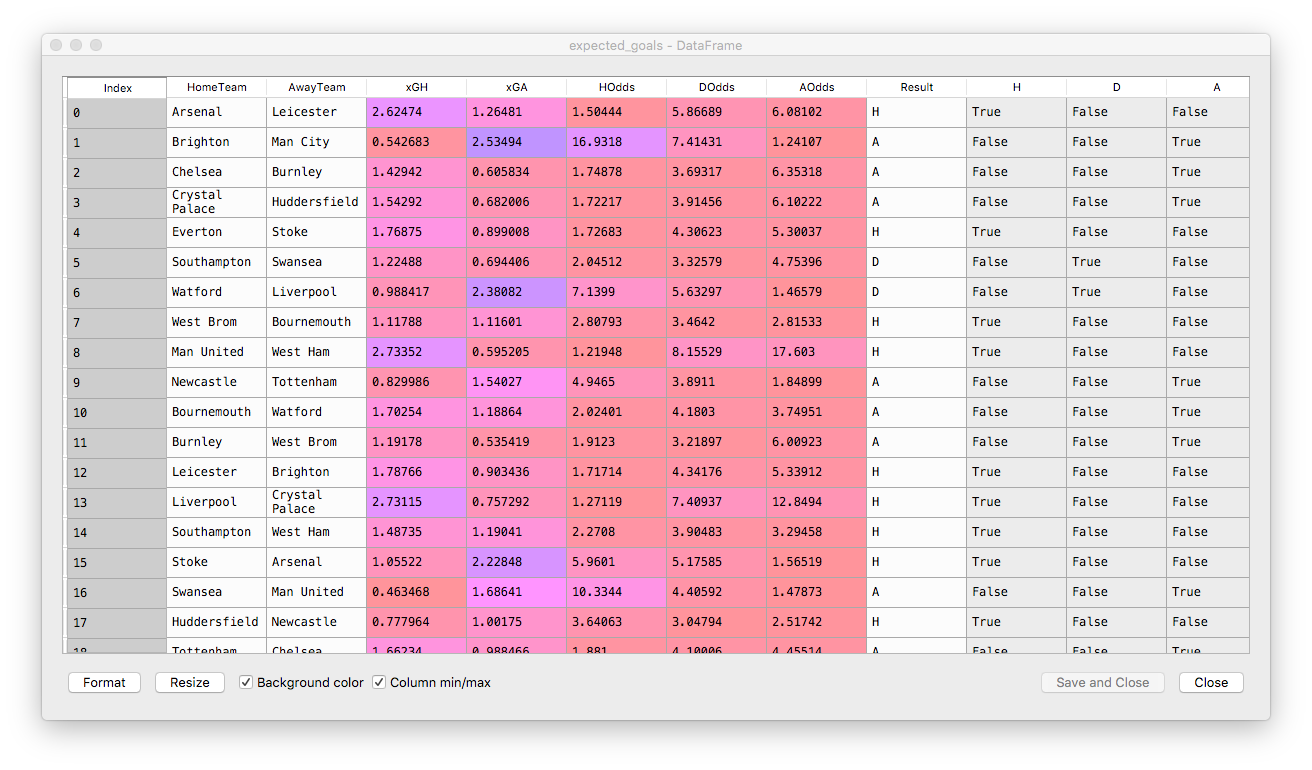 expected_goals - DataFrame
Index HomeTeam AwayTeam xGH xGA HOdds DOdds AOdds Result H D A
0 Arsenal Leicester 2.62474 1.26481 1.50444 5.86689 6.08102 H True False False
1 Brighton Man City 0.542683 2.53494 16.9318 7.41431 1.24107 A False False True
2 Chelsea Burnley 1.42942 0.605834 1.74878 3.69317 6.35318 A False False True
3 Crystal Palace Huddersfield 1.54292 0.682006 1.72217 3.91456 6.10222 A False False True
4 Everton Stoke 1.76875 0.899008 1.72683 4.30623 5.30037 H True False False
5 Southampton Swansea 1.22488 0.694406 2.04512 3.32579 4.75396 D False True False
6 Watford Liverpool 0.988417 2.38082 7.1399 5.63297 1.46579 D False True False
7 West Brom Bournemouth 1.11788 1.11601 2.80793 3.4642 2.81533 H True False False
8 Man United West Ham 2.73352 0.595205 1.21948 8.15529 17.603 H True False False
9 Newcastle Tottenham 0.829986 1.54027 4.9465 3.8911 1.84899 A False False True
10 Bournemouth Watford 1.70254 1.18864 2.02401 4.1803 3.74951 A False False True
11 Burnley West Brom 1.19178 0.535419 1.9123 3.21897 6.00923 A False False True
12 Leicester Brighton 1.78766 0.903436 1.71714 4.34176 5.33912 H True False False
13 Liverpool Crystal Palace 2.73115 0.757292 1.27119 7.40937 12.8494 H True False False
14 Southampton West Ham 1.48735 1.19041 2.2708 3.90483 3.29458 H True False False
15 Stoke Arsenal 1.05522 2.22848 5.9601 5.17585 1.56519 H True False False
16 Swansea Man United 0.463468 1.68641 10.3344 4.40592 1.47873 A False False True
17 Huddersfield Newcastle 0.777964 1.00175 3.64063 3.04794 2.51742 H True False False
18 Tottenham Chelsea 1.66234 0.988466 1.881 4.10006 4.45514 A False False True
Format Resize Background color Column min/max Save and Close Close